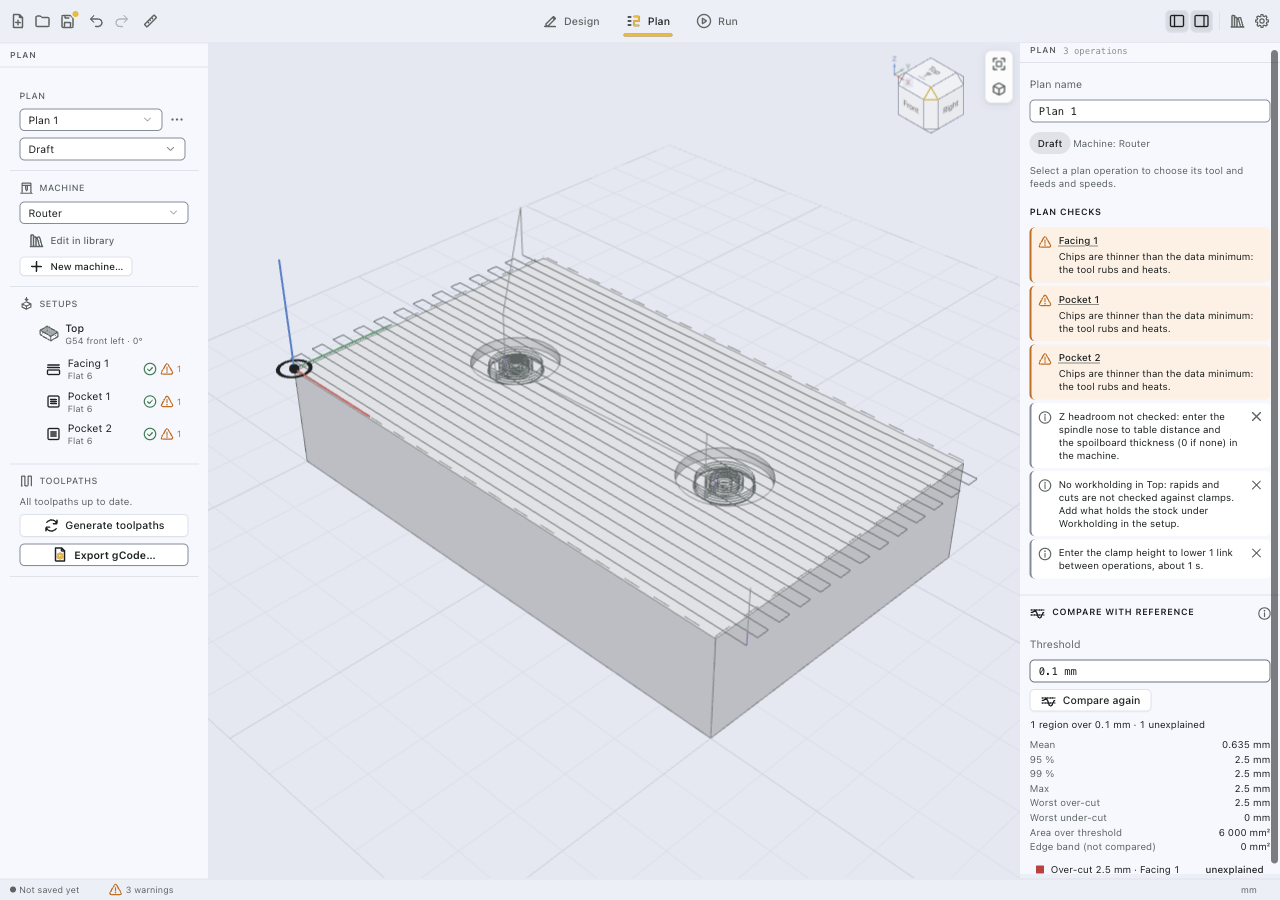 Design
Plan
Run
PLAN
PLAN
Plan 1
Draft
MACHINE
Router
Edit in library
New machine...
SETUPS
Top
G54 front left · 0°
Facing 1
Flat 6
1
Pocket 1
Flat 6
1
Pocket 2
Flat 6
1
TOOLPATHS
All toolpaths up to date.
Generate toolpaths
Export gCode...
Z
Front
Right
PLAN 3 operations
Plan name
Plan 1
Draft Machine: Router
Select a plan operation to choose its tool and
feeds and speeds.
PLAN CHECKS
Facing 1
Chips are thinner than the data minimum:
the tool rubs and heats.
Pocket 1
Chips are thinner than the data minimum:
the tool rubs and heats.
Pocket 2
Chips are thinner than the data minimum:
the tool rubs and heats.
Z headroom not checked: enter the
spindle nose to table distance and
the spoilboard thickness (0 if none) in
the machine.
No workholding in Top: rapids and
cuts are not checked against clamps.
Add what holds the stock under
Workholding in the setup.
Enter the clamp height to lower 1 link
between operations, about 1 s.
COMPARE WITH REFERENCE
Threshold
0.1 mm
Compare again
1 region over 0.1 mm · 1 unexplained
Mean 0.635 mm
95 % 2.5 mm
99 % 2.5 mm
Max 2.5 mm
Worst over-cut 2.5 mm
Worst under-cut 0 mm
Area over threshold 6 000 mm²
Edge band (not compared) 0 mm²
Over-cut 2.5 mm · Facing 1 unexplained
Not saved yet
3 warnings
mm